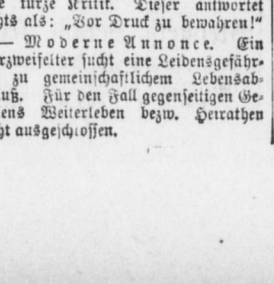 kurze Kritik. Dieser antwortet
als: „Vor Druck zu bewahren!“
— Moderne Annonce. Ein
rzweifelter sucht eine Leidensgefähr-
zu gemeinschaftlichem Lebensab-
uß. Für den Fall gegenseitigen Ge-
ens Weiterleben bezw. Heirathen
ht ausgeschlossen.